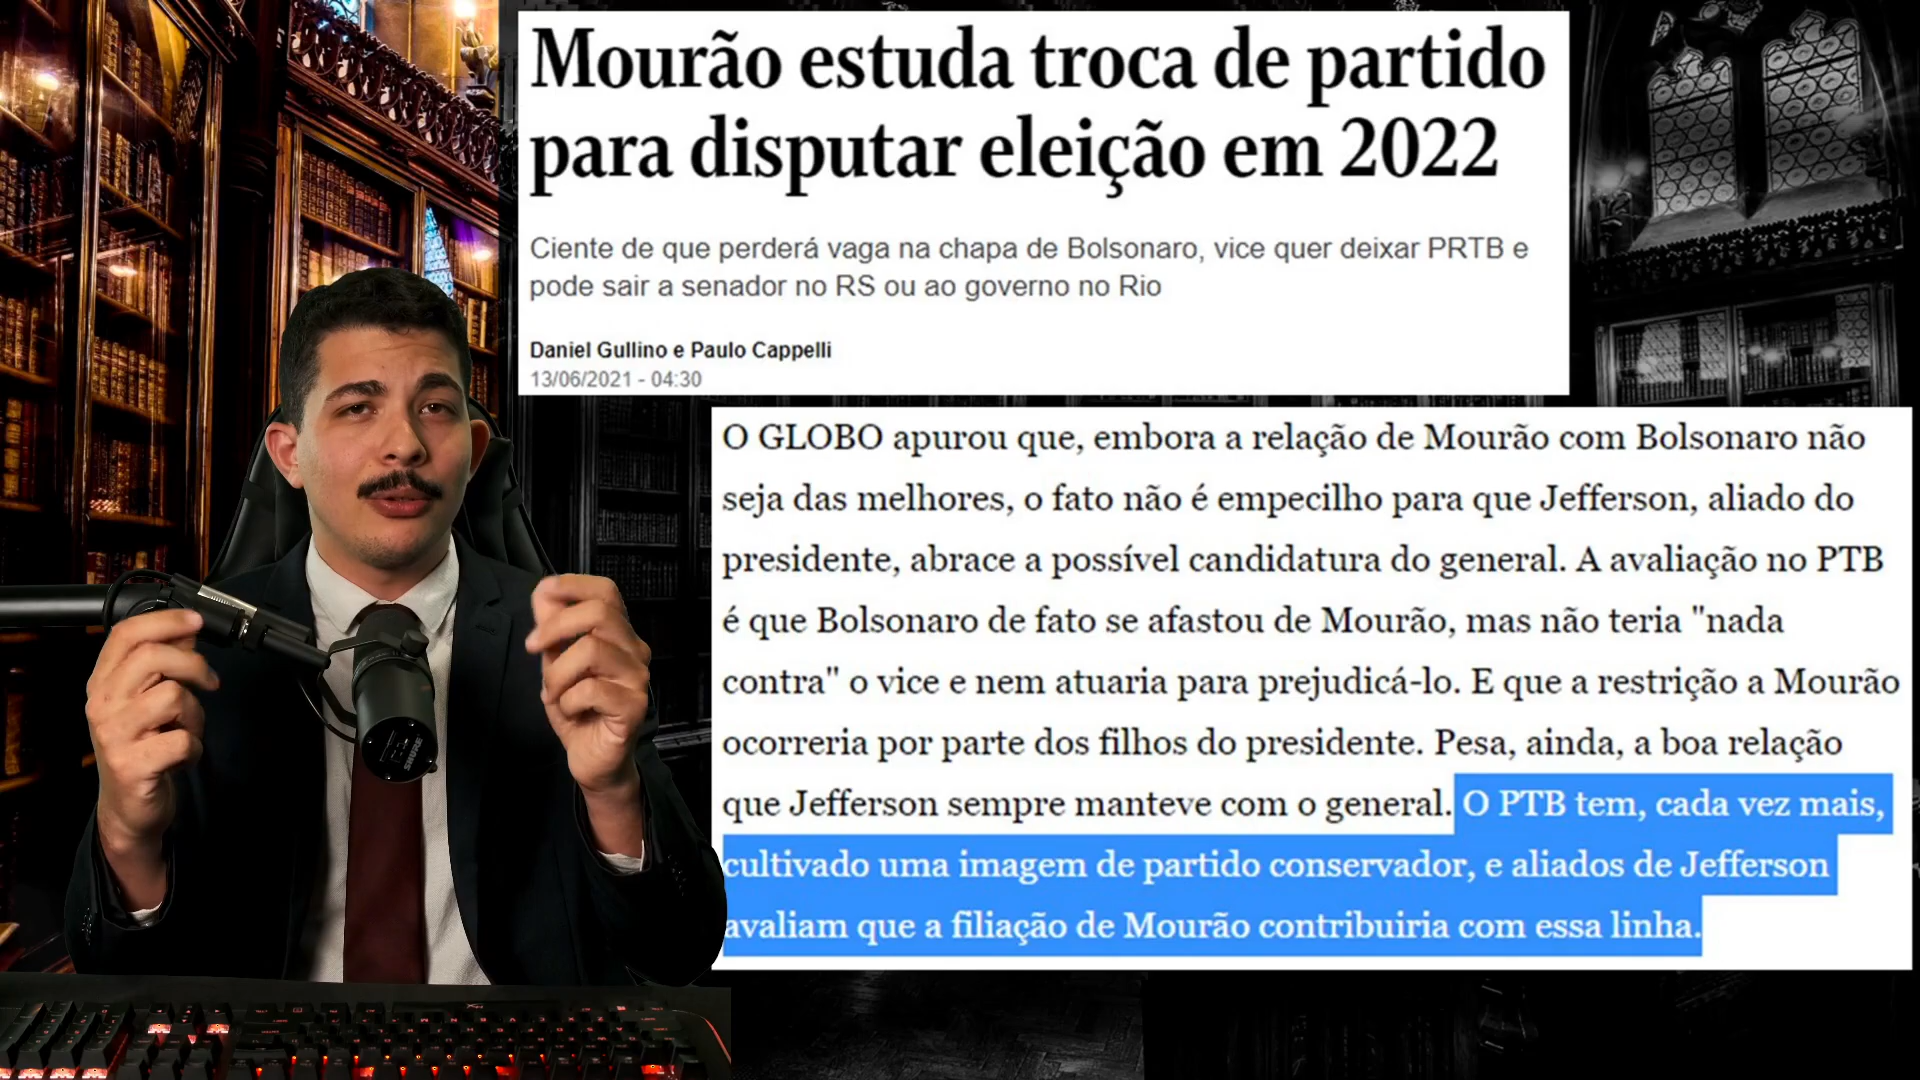 Mourão estuda troca de partido
para disputar eleição em 2022
Ciente de que perderá vaga na chapa de Bolsonaro, vice quer deixar PRTB e
pode sair a senador no RS ou ao governo no Rio
Daniel Gullino e Paulo Cappelli
13/06/2021 - 04:30
O GLOBO apurou que, embora a relação de Mourão com Bolsonaro não
seja das melhores, o fato não é empecilho para que Jefferson, aliado do
presidente, abrace a possível candidatura do general. A avaliação no PTB
é que Bolsonaro de fato se afastou de Mourão, mas não teria "nada
contra" o vice e nem atuaria para prejudicá-lo. E que a restrição a Mourão
ocorreria por parte dos filhos do presidente. Pesa, ainda, a boa relação
que Jefferson sempre manteve com o general. O PTB tem, cada vez mais,
cultivado uma imagem de partido conservador, e aliados de Jefferson
avaliam que a filiação de Mourão contribuiria com essa linha.
SHURE